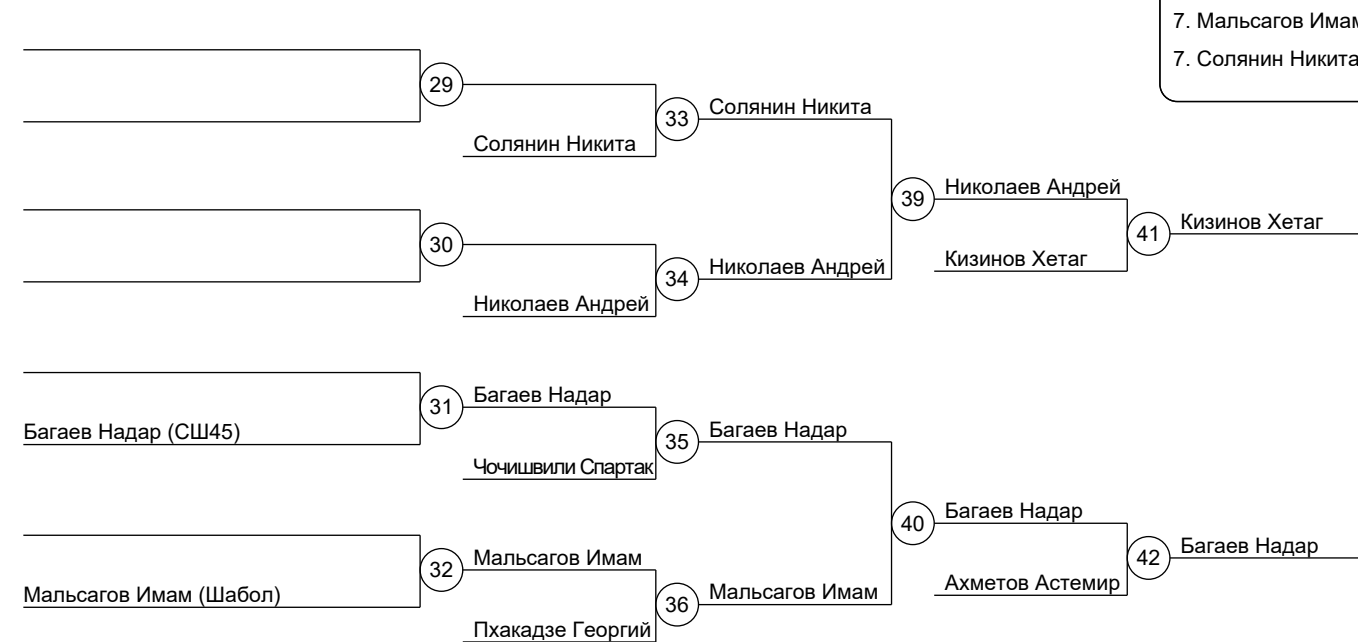 7. Мальсагов Имам
7. Солянин Никита
29
Солянин Никита
33
Солянин Никита
30
Николаев Андрей
34
Николаев Андрей
39
Николаев Андрей
Кизинов Хетаг
41
Кизинов Хетаг
Багаев Надар (СШ45)
31
Багаев Надар
Чочишвили Спартак
35
Багаев Надар
Мальсагов Имам (Шабол)
32
Мальсагов Имам
Пхакадзе Георгий
36
Мальсагов Имам
40
Багаев Надар
Ахметов Астемир
42
Багаев Надар